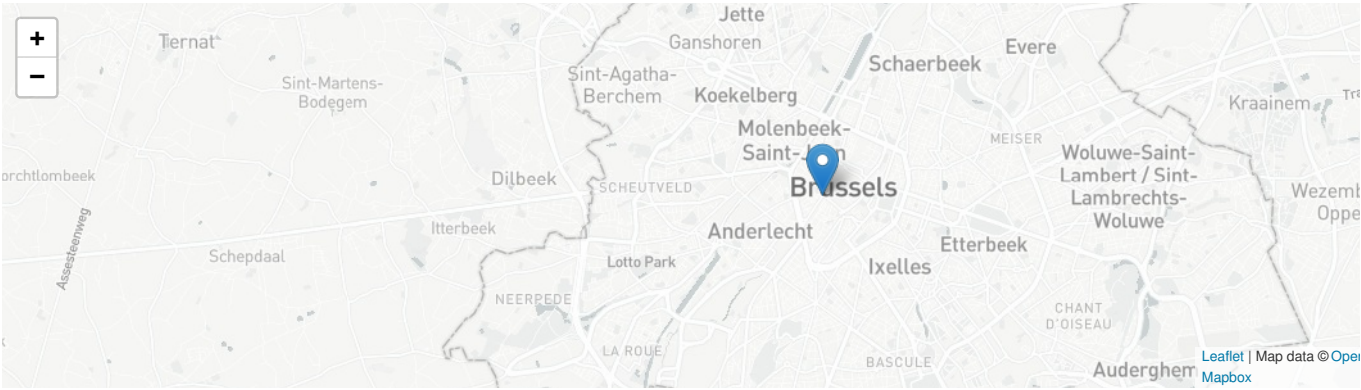 +
−
Jette
Ternat
Ganshoren
Evere
Schaerbeek
Sint-Agatha-
Berchem
Sint-Martens-
Bodegem
Koekelberg
Kraainem
Molenbeek-
MEISER
Woluwe-Saint-
Lambert / Sint-
Lambrechts-
Woluwe
Dilbeek
SCHEUTVELD
Brussels
Itterbeek
Anderlecht
Etterbeek
Assesteenweg
Schepdaal
Lotto Park
Ixelles
NEERPEDE
CHANT
D'OISEAU
LA ROUE
BASCULE
Auderghem
Leaflet | Map data © Open
Mapbox